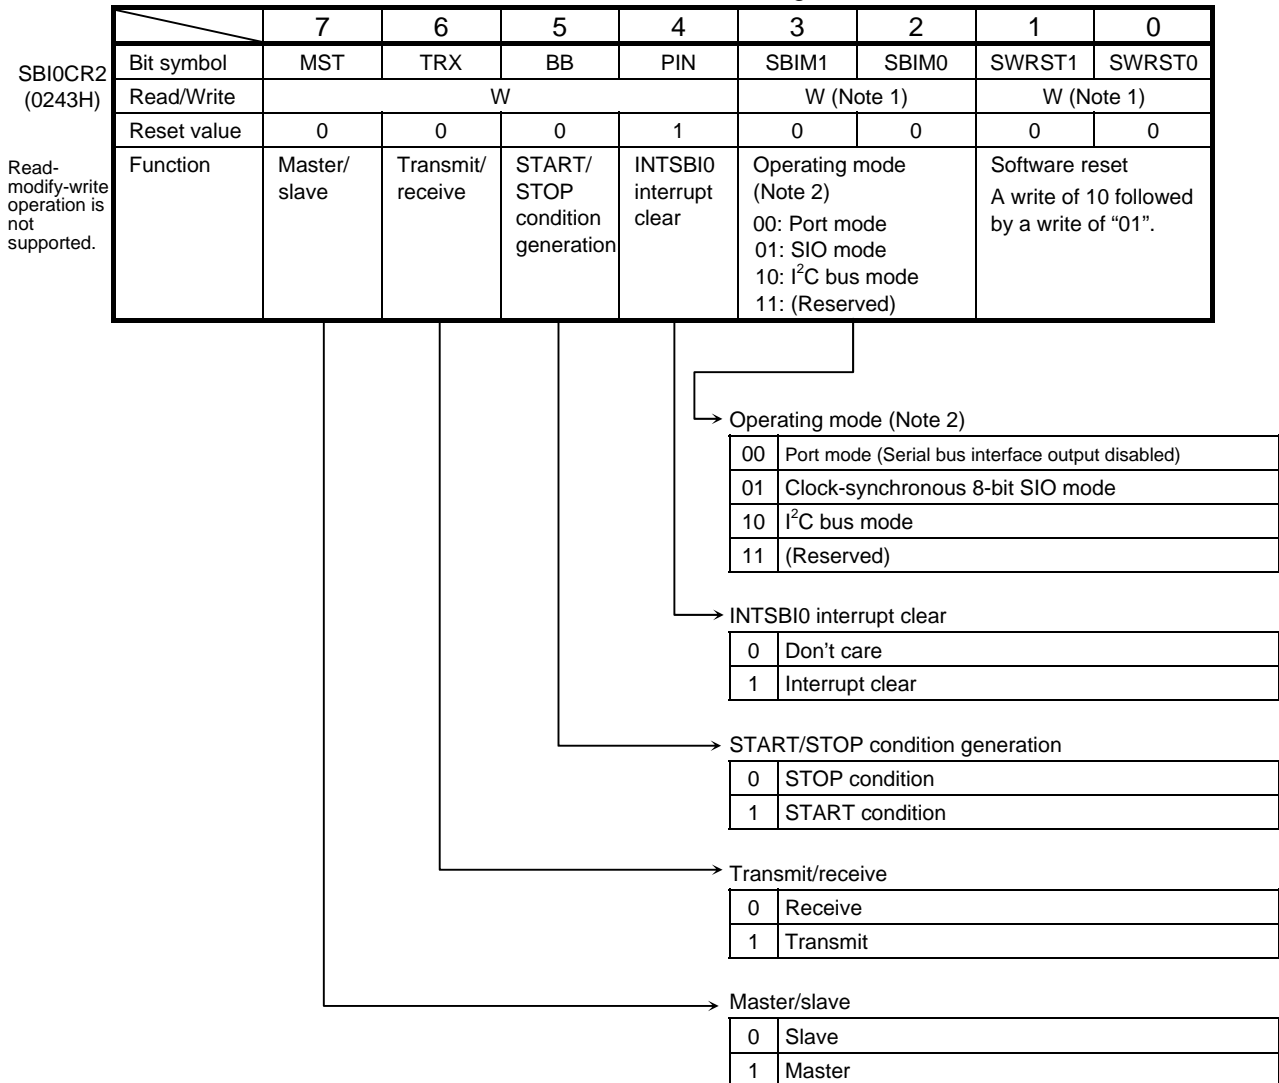 7 6 5 4 3 2 1 0
SBI0CR2
(0243H)
Bit symbol MST TRX BB PIN SBIM1 SBIM0 SWRST1 SWRST0
Read/Write W W (Note 1) W (Note 1)
Reset value 0 0 0 1 0 0 0 0
Read-
modify-write
operation is
not
supported.
Function
Master/
slave
Transmit/
receive
START/
STOP
condition
generation
INTSBI0
interrupt
clear
Operating mode
(Note 2)
00: Port mode
01: SIO mode
10: I²C bus mode
11: (Reserved)
Software reset
A write of 10 followed
by a write of “01”.
Operating mode (Note 2)
00 Port mode (Serial bus interface output disabled)
01 Clock-synchronous 8-bit SIO mode
10 I²C bus mode
11 (Reserved)
INTSBI0 interrupt clear
0 Don’t care
1 Interrupt clear
START/STOP condition generation
0 STOP condition
1 START condition
Transmit/receive
0 Receive
1 Transmit
Master/slave
0 Slave
1 Master